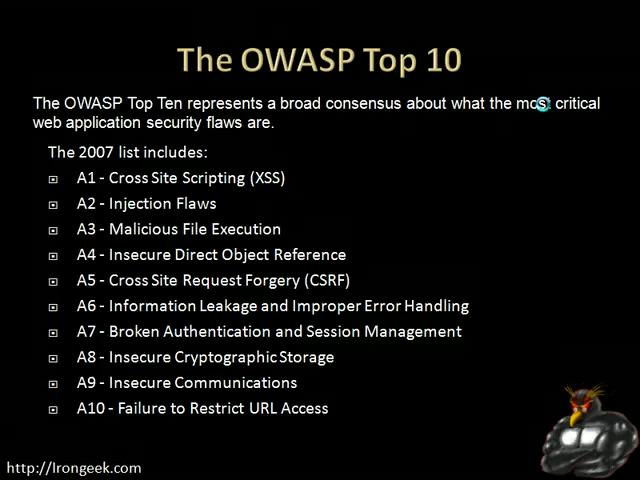 The OWASP Top 10
The OWASP Top Ten represents a broad consensus about what the most critical
web application security flaws are.
The 2007 list includes:
A1 - Cross Site Scripting (XSS)
A2 - Injection Flaws
A3 - Malicious File Execution
A4 - Insecure Direct Object Reference
A5 - Cross Site Request Forgery (CSRF)
A6 - Information Leakage and Improper Error Handling
A7 - Broken Authentication and Session Management
A8 - Insecure Cryptographic Storage
A9 - Insecure Communications
A10 - Failure to Restrict URL Access
http://Irongeek.com